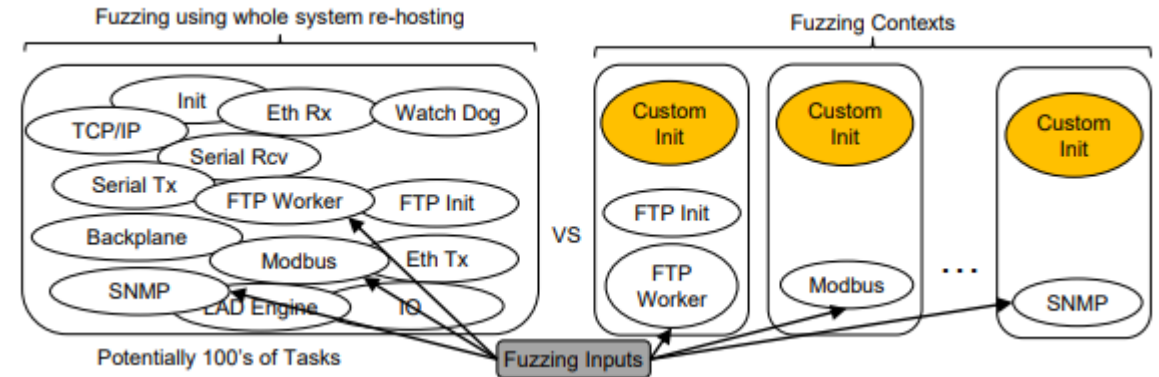 Fuzzing using whole system re-hosting
Fuzzing Contexts
Init
Eth Rx
Watch Dog
TCP/IP
Serial Rcv
Serial Tx
FTP Worker
FTP Init
Backplane
Modbus
Eth Tx
SNMP
LAD Engine
IO
Potentially 100's of Tasks
VS
Custom
Init
FTP Init
FTP
Worker
Custom
Init
Modbus
...
Custom
Init
SNMP
Fuzzing Inputs